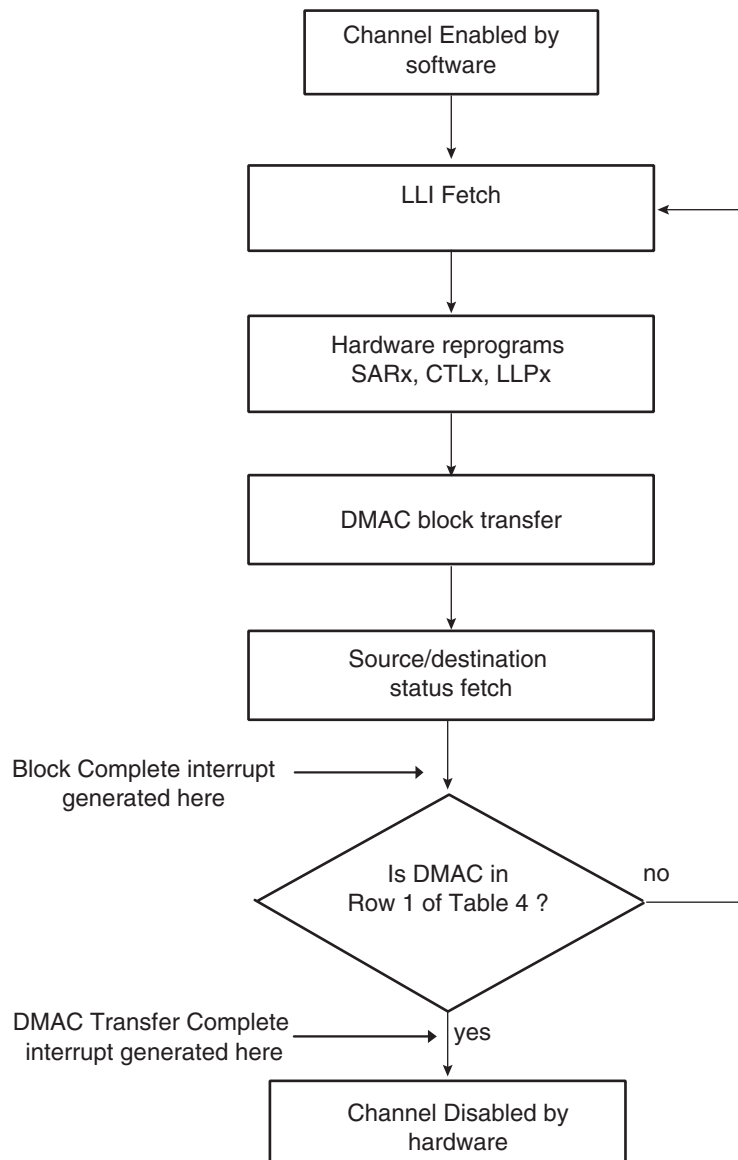 Channel Enabled by
software
LLI Fetch
Hardware reprograms
SARx, CTLx, LLPx
DMAC block transfer
Source/destination
status fetch
Block Complete interrupt
generated here
Is DMAC in
Row 1 of Table 4 ?
no
DMAC Transfer Complete
interrupt generated here
yes
Channel Disabled by
hardware